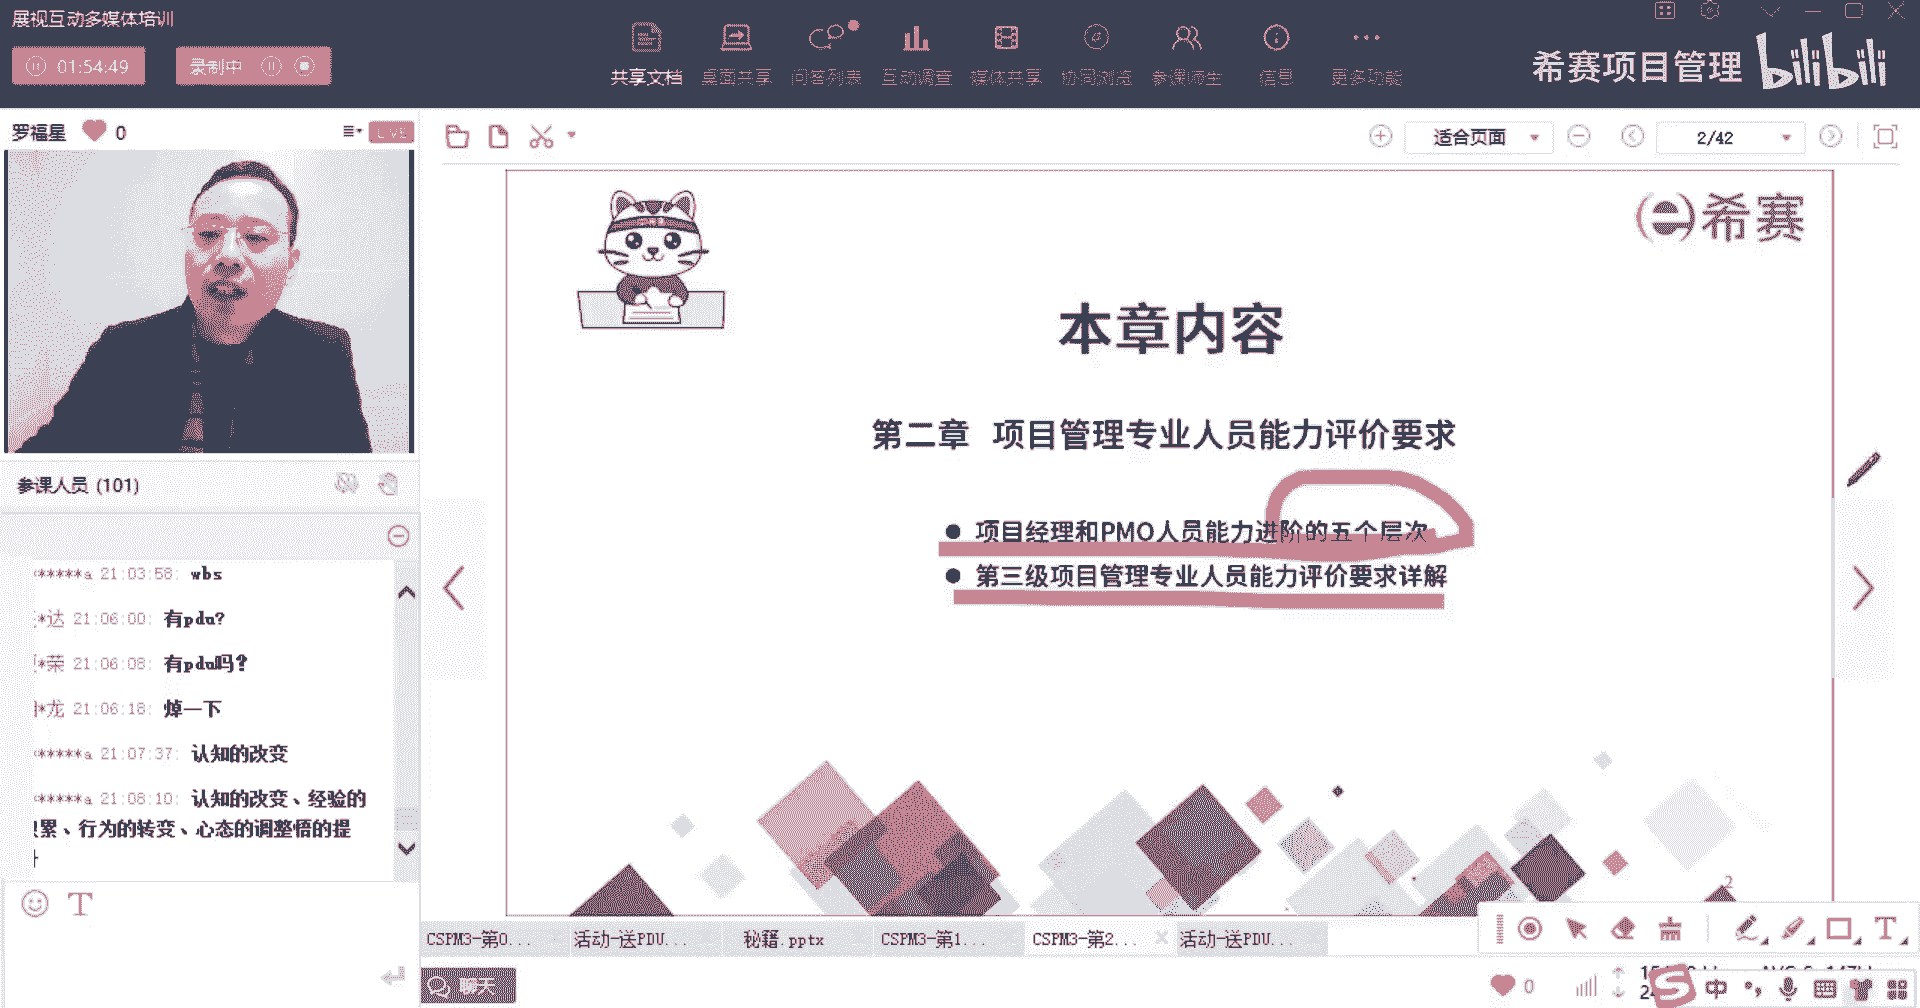 展视互动多媒体培训
01:54:49
录制中
共享文档
桌面共享
问答列表
互动调查
媒体共享
协同浏览
参课师生
信息
更多功能
希赛项目管理
bilibili
罗福星
0
LIVE
适合页面
2/42
希赛
本章内容
第二章 项目管理专业人员能力评价要求
● 项目经理和PMO人员能力进阶的五个层次
● 第三级项目管理专业人员能力评价要求详解
2
参课人员 (101)
*****a 21:03:58: wbs
*达 21:06:00: 有pdu?
*荣 21:06:08: 有pdu吗?
*龙 21:06:18: 焯一下
*****a 21:07:37: 认知的改变
*****a 21:08:10: 认知的改变、经验的
累、行为的转变、心态的调整悟的提
CSPM3-第0...
活动-送PDU...
秘籍.pptx
CSPM3-第1...
CSPM3-第2...
活动-送PDU...
聊天
0
中